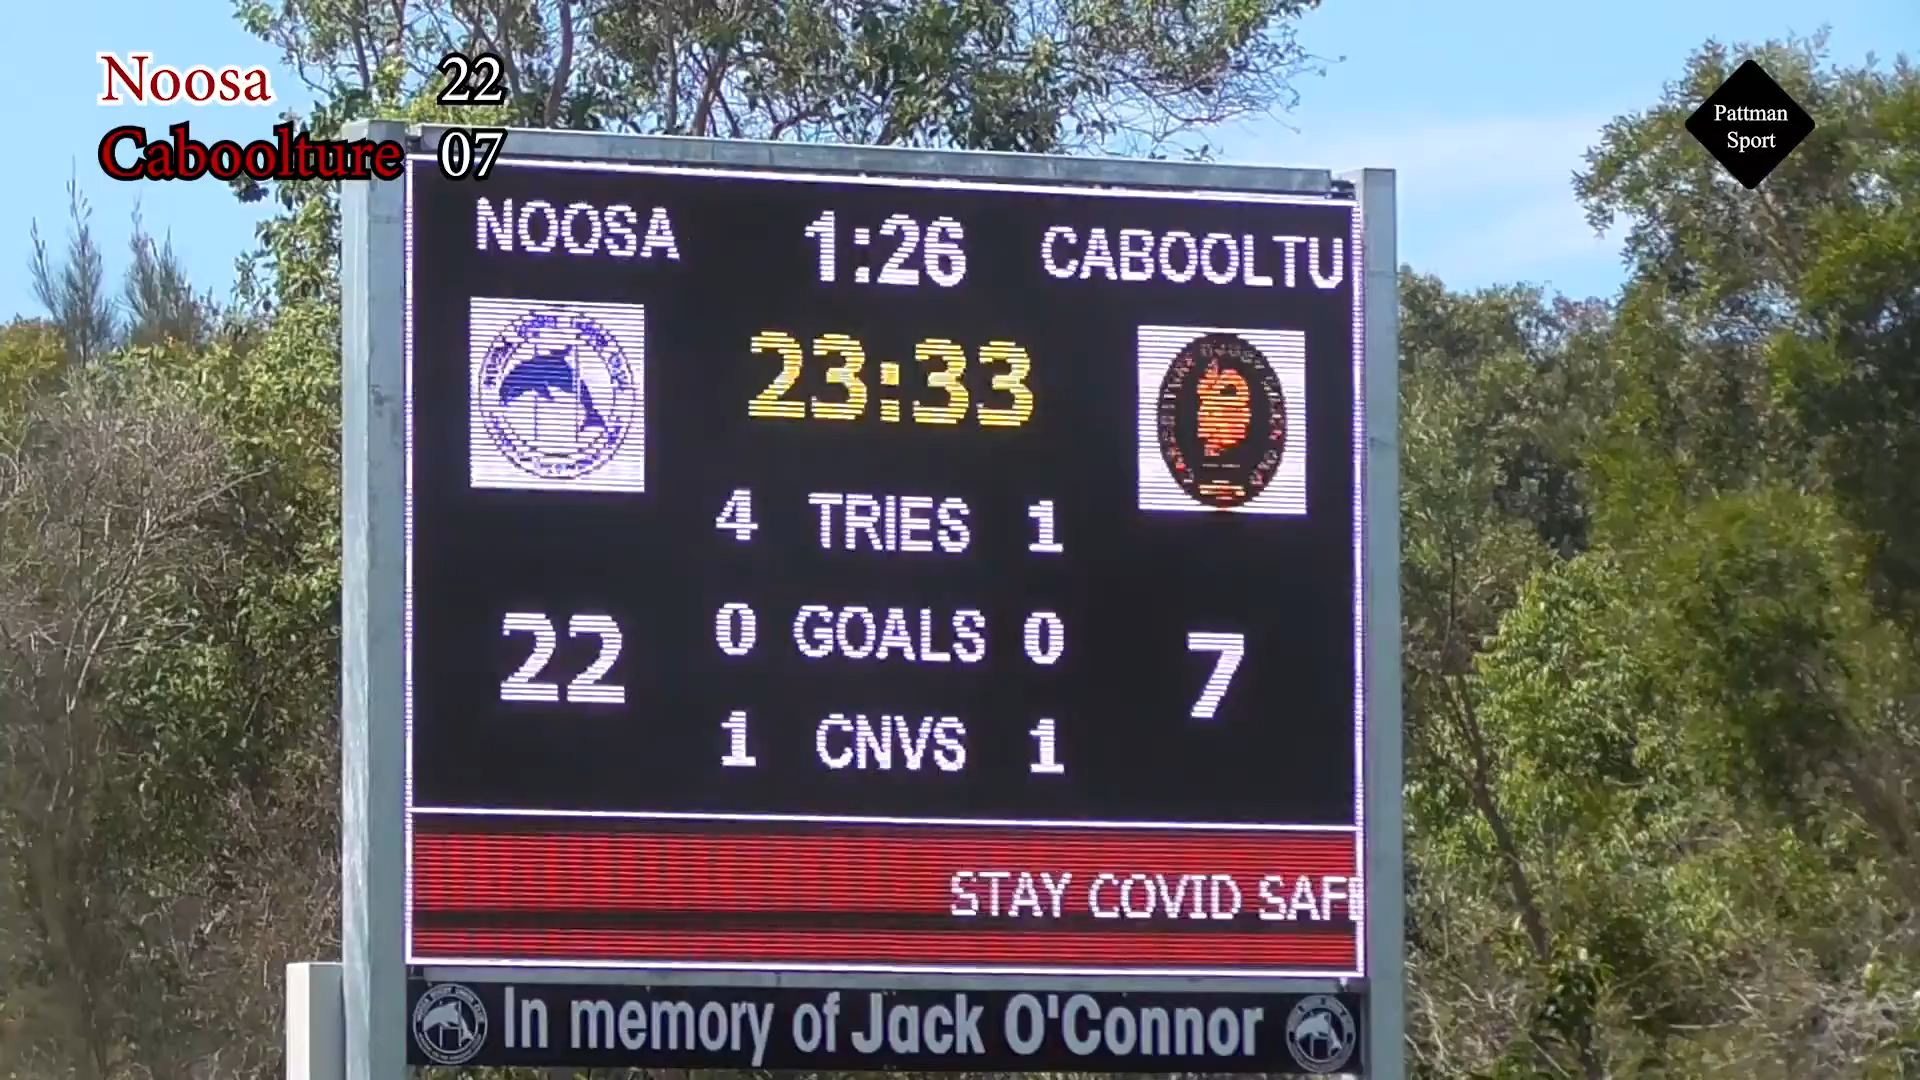 Noosa 22
Caboolture 07
Pattman
Sport
NOOSA 1:26 CABOOLTU
23:33
4 TRIES 1
0 GOALS 0
22 7
1 CNVS 1
STAY COVID SAFE
In memory of Jack O'Connor